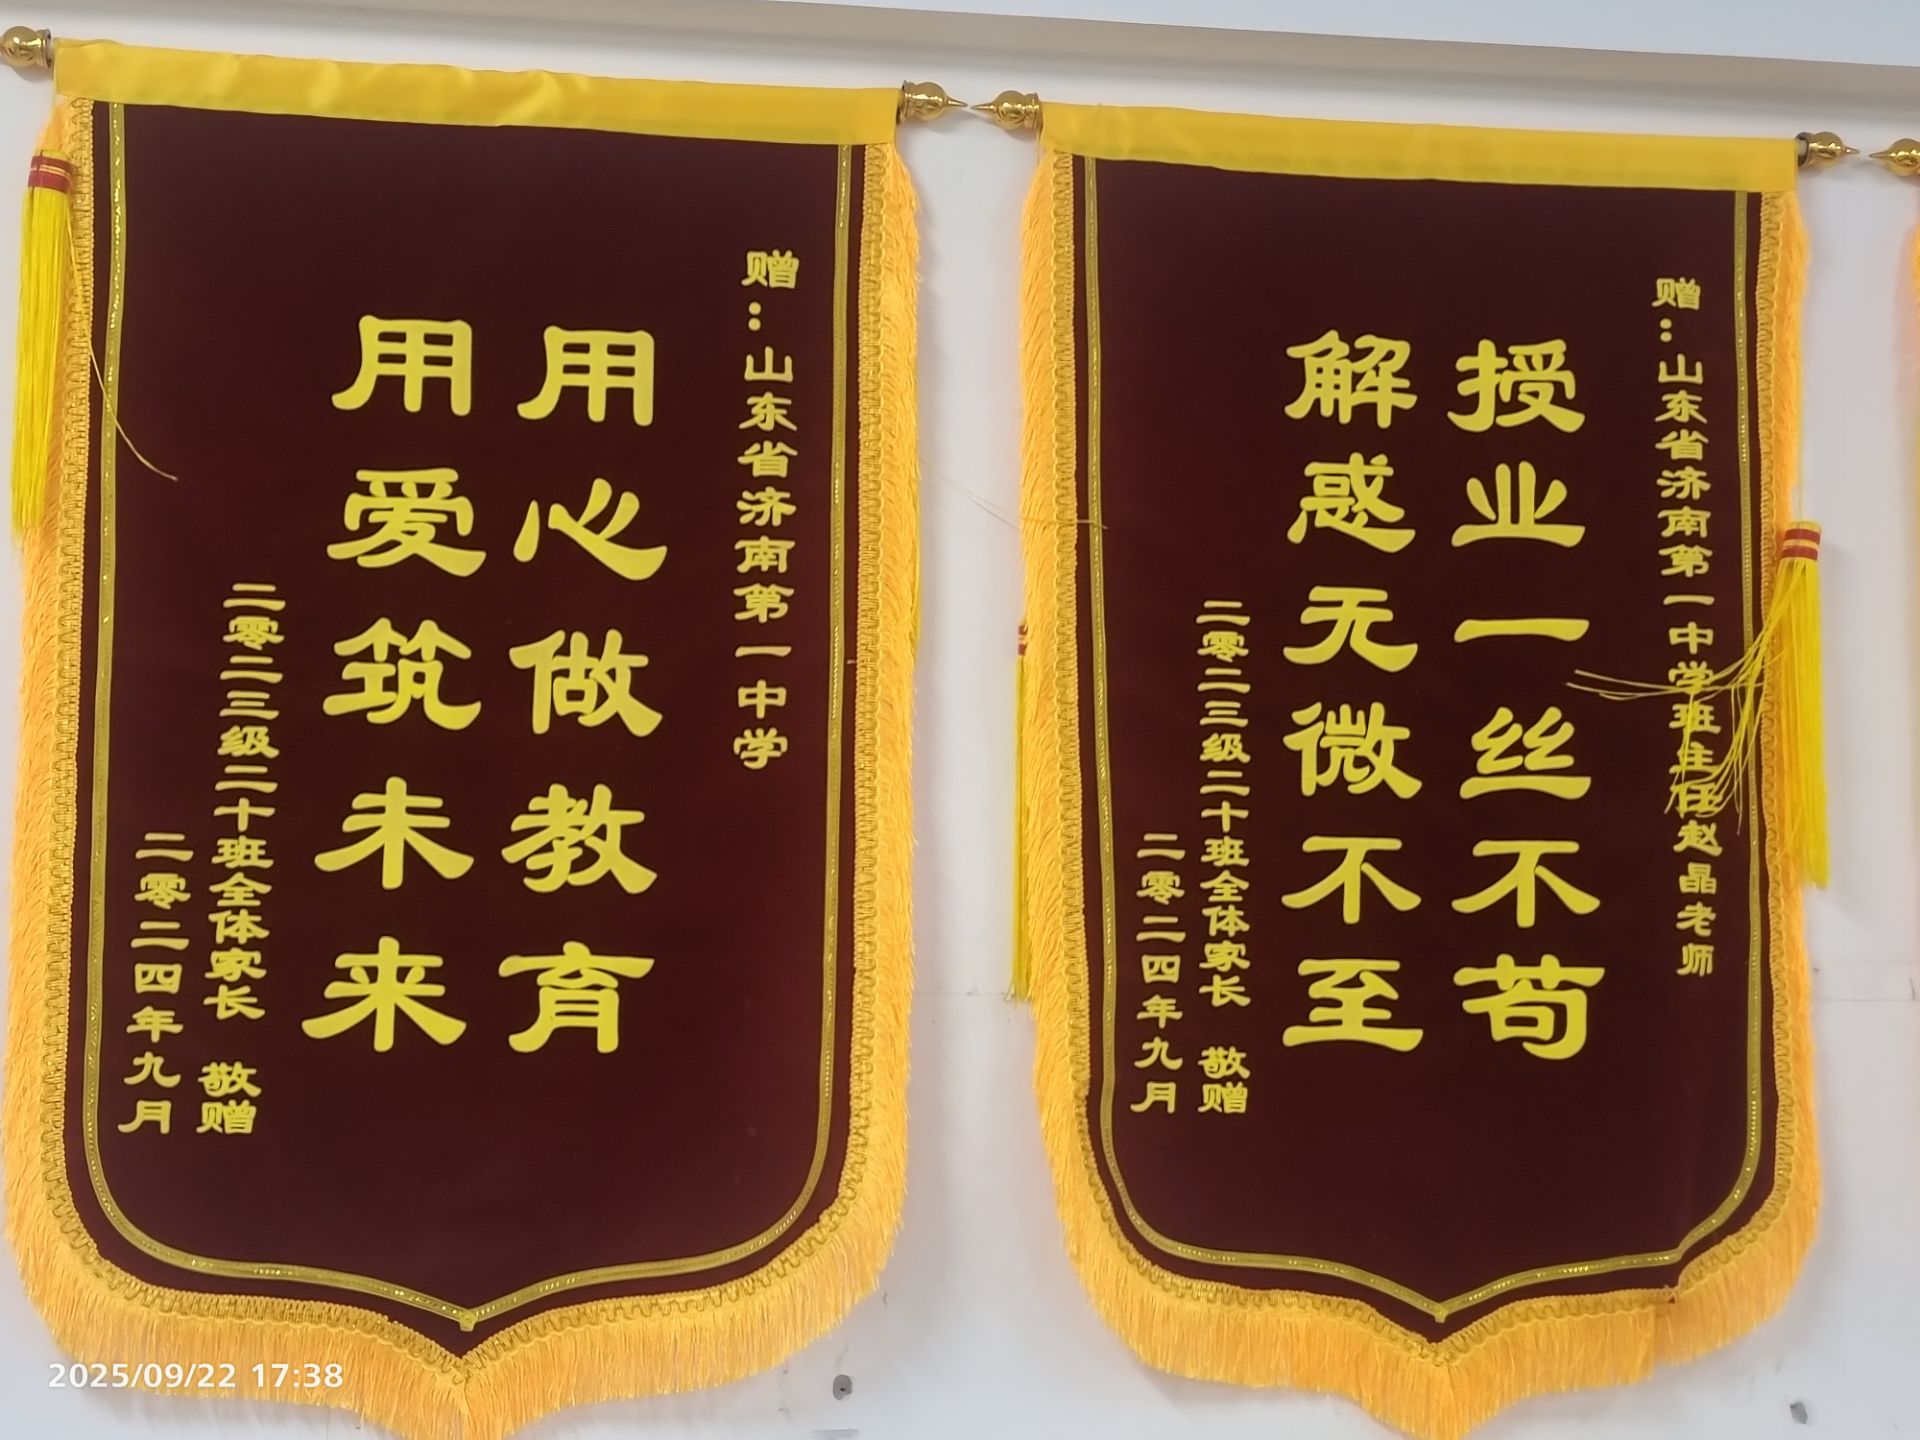 赠：山东省济南第一中学
用心做教育
用爱筑未来
二零二三级二十班全体家长 敬赠
二零二四年九月
赠：山东省济南第一中学班主任赵晶老师
授业一丝不苟
解惑无微不至
二零二三级二十班全体家长 敬赠
二零二四年九月
2025/09/22 17:38